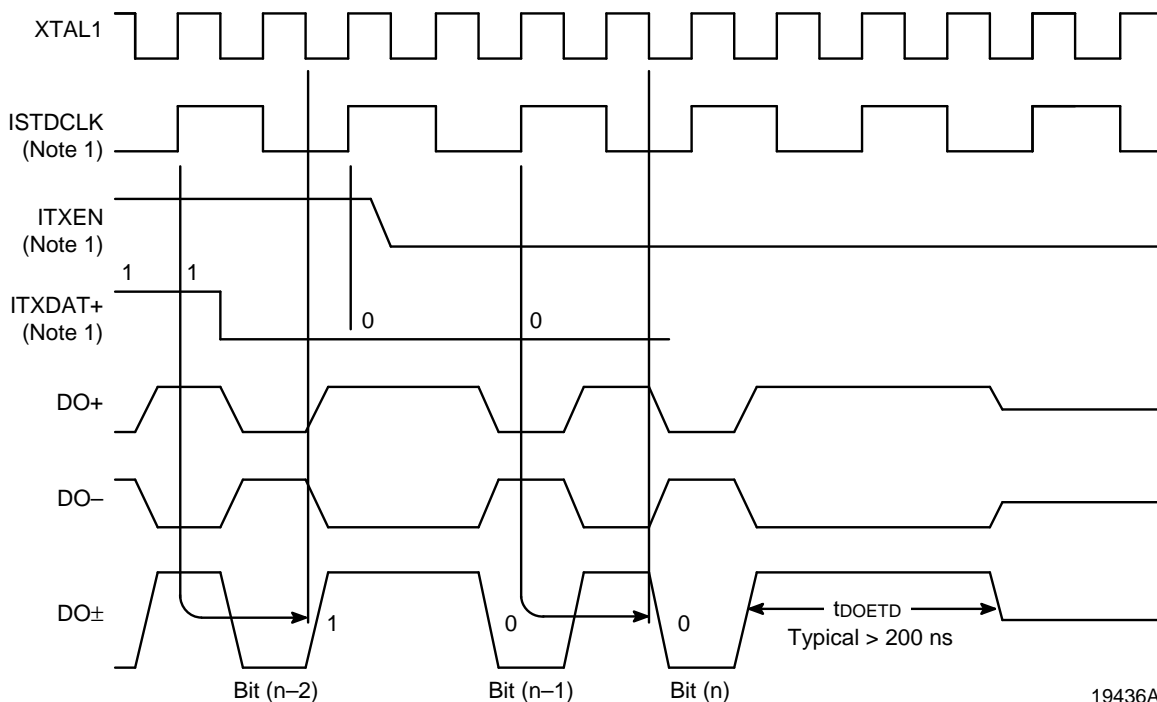 XTAL1
ISTDCLK
(Note 1)
ITXEN
(Note 1)
1 1
ITXDAT+
(Note 1)
0 0
DO+
DO–
DO±
1 0 0
tDOETD
Typical > 200 ns
Bit (n–2) Bit (n–1) Bit (n)
19436A